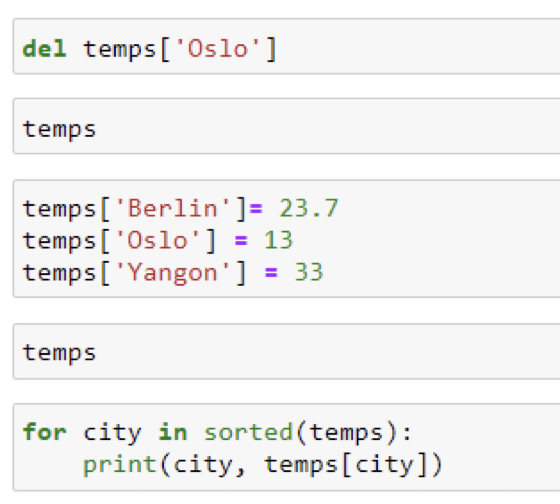 del temps['Oslo']
temps
temps['Berlin']= 23.7
temps['Oslo'] = 13
temps['Yangon'] = 33
temps
for city in sorted(temps):
    print(city, temps[city])